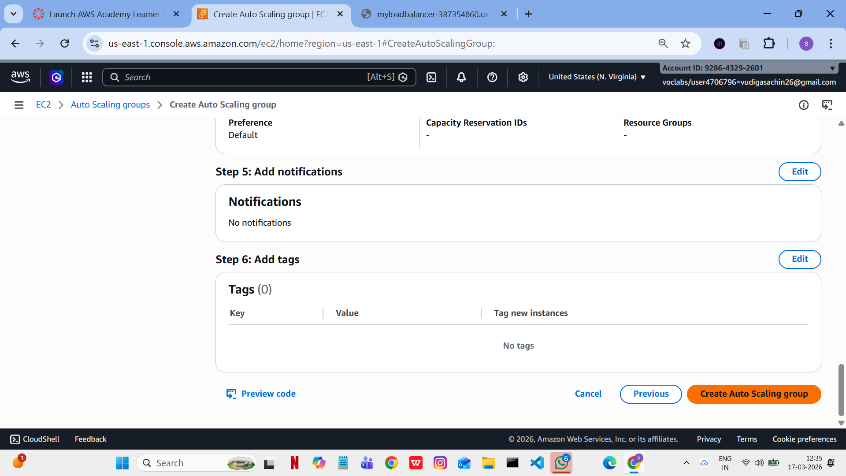 Launch AWS Academy Learner
Create Auto Scaling group | EC2
myloadbalancer-387354860.us-
us-east-1.console.aws.amazon.com/ec2/home?region=us-east-1#CreateAutoScalingGroup:
S
aws
Search
[Alt+S]
United States (N. Virginia)
Account ID: 9286-4329-2601
voclabs/user4706796=vudigasachin26@gmail.com
EC2 > Auto Scaling groups > Create Auto Scaling group
Preference
Capacity Reservation IDs
Resource Groups
Default
-
-
Step 5: Add notifications
Edit
Notifications
No notifications
Step 6: Add tags
Edit
Tags (0)
Key
Value
Tag new instances
No tags
Preview code
Cancel
Previous
Create Auto Scaling group
CloudShell
Feedback
© 2026, Amazon Web Services, Inc. or its affiliates.
Privacy
Terms
Cookie preferences
1
Search
ENG
IN
12:35
17-03-2026